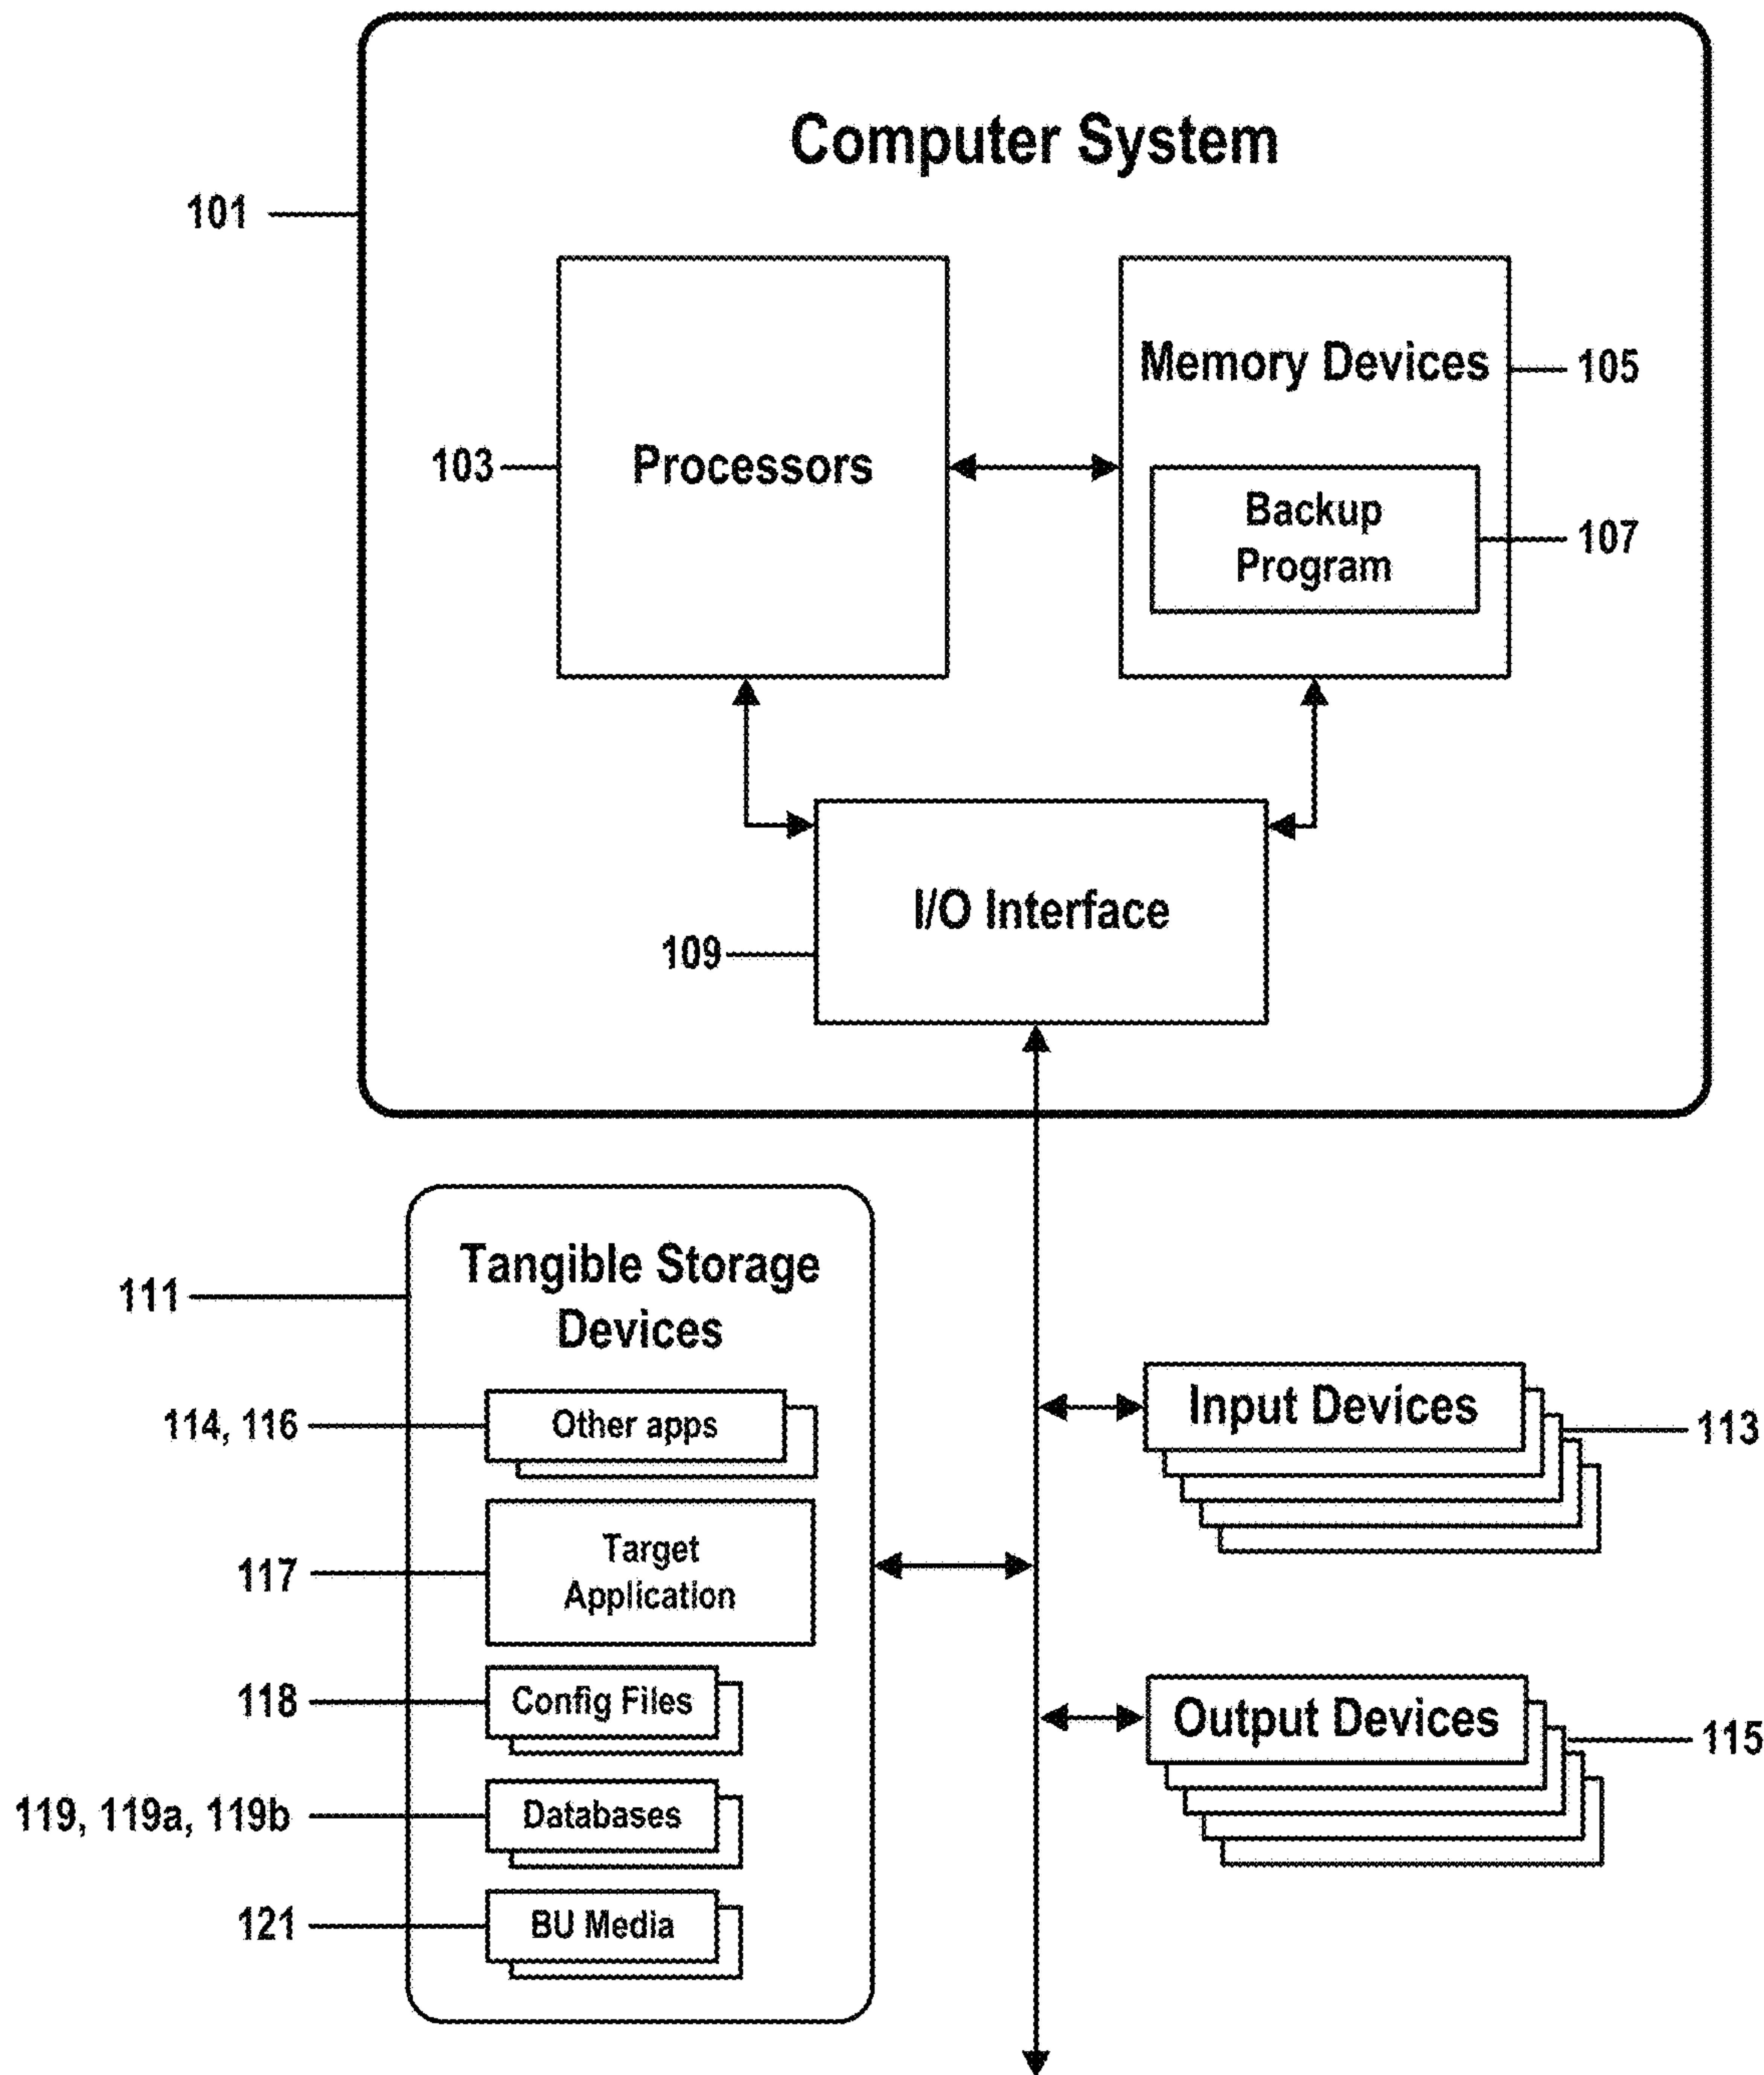 Computer System
101
Memory Devices
105
103
Processors
Backup
Program
107
I/O Interface
109
Tangible Storage
Devices
111
114, 116
Other apps
Input Devices
113
117
Target
Application
118
Config Files
Output Devices
115
119, 119a, 119b
Databases
121
BU Media